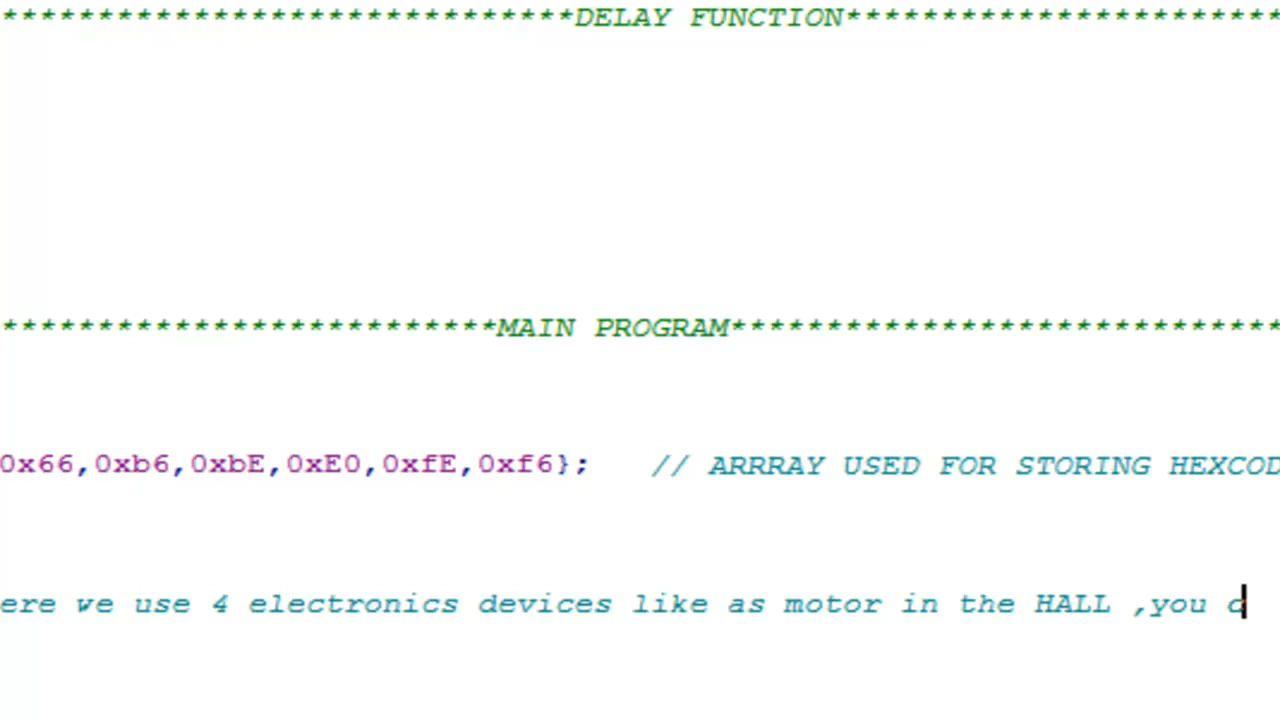 ******************************DELAY FUNCTION***********************
**************************MAIN PROGRAM*****************************
0x66,0xb6,0xbE,0xE0,0xfE,0xf6}; // ARRRAY USED FOR STORING HEXCOD
ere we use 4 electronics devices like as motor in the HALL ,you c